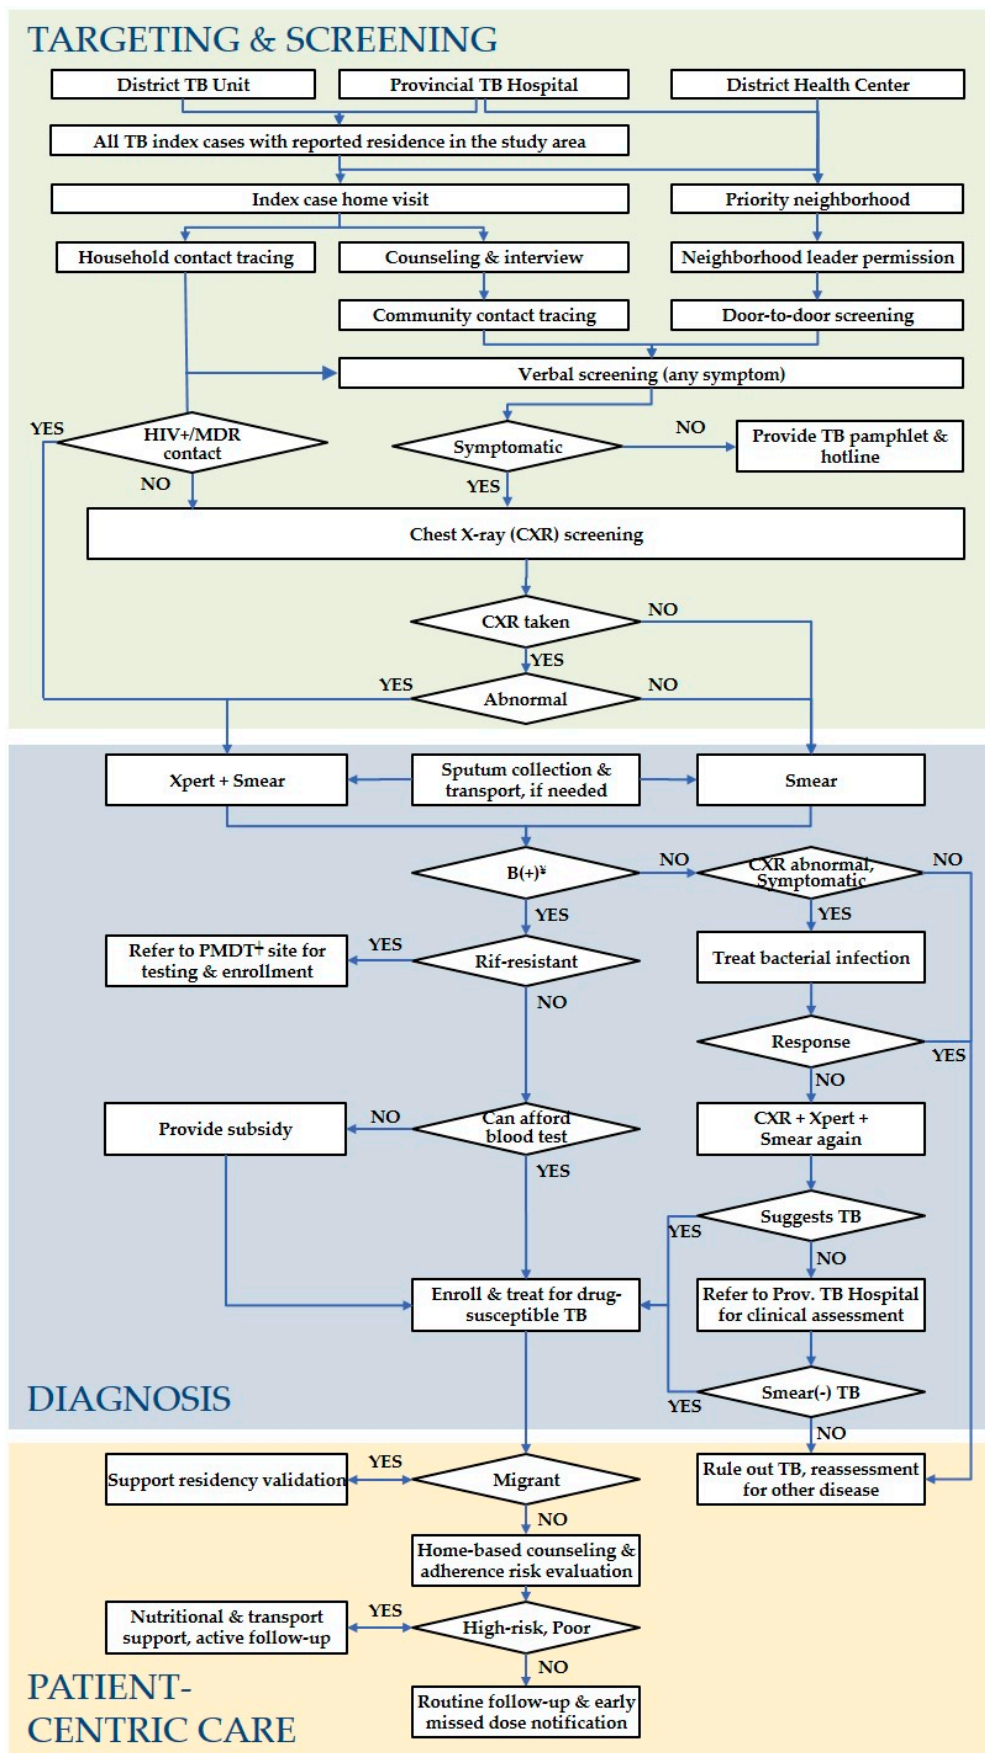 TARGETING & SCREENING
District TB Unit
Provincial TB Hospital
District Health Center
All TB index cases with reported residence in the study area
Index case home visit
Priority neighborhood
Household contact tracing
Counseling & interview
Neighborhood leader permission
Community contact tracing
Door-to-door screening
Verbal screening (any symptom)
YES
HIV+/MDR
contact
NO
Symptomatic
NO
YES
Provide TB pamphlet &
hotline
Chest X-ray (CXR) screening
CXR taken
NO
YES
YES
Abnormal
NO
Xpert + Smear
Sputum collection &
transport, if needed
Smear
B(+)¥
NO
YES
CXR abnormal,
Symptomatic
NO
YES
Refer to PMDT‡ site for
testing & enrollment
YES
Rif-resistant
NO
Treat bacterial infection
Response
YES
NO
Provide subsidy
NO
Can afford
blood test
YES
CXR + Xpert +
Smear again
Suggests TB
YES
NO
Enroll & treat for drug-
susceptible TB
Refer to Prov. TB Hospital
for clinical assessment
Smear(-) TB
YES
NO
DIAGNOSIS
Support residency validation
YES
Migrant
NO
Rule out TB, reassessment
for other disease
Home-based counseling &
adherence risk evaluation
Nutritional & transport
support, active follow-up
YES
High-risk, Poor
NO
Routine follow-up & early
missed dose notification
PATIENT-
CENTRIC CARE